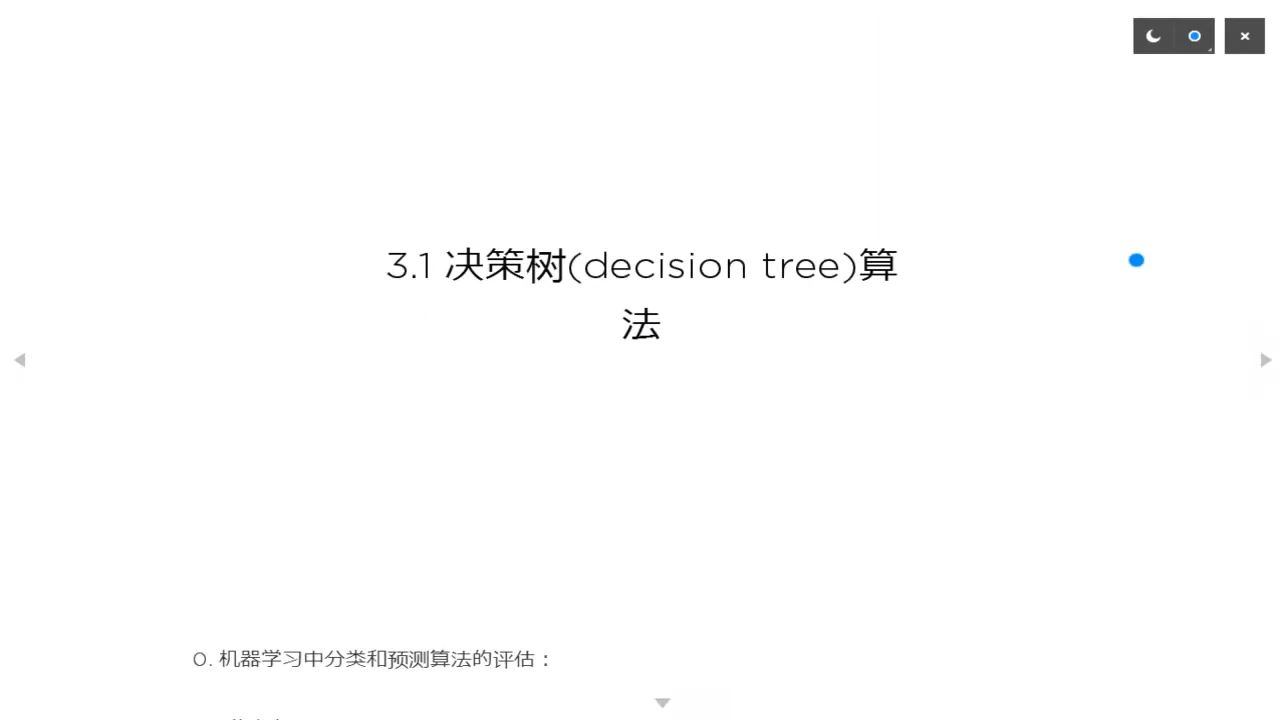 3.1 决策树(decision tree)算
法
0. 机器学习中分类和预测算法的评估：